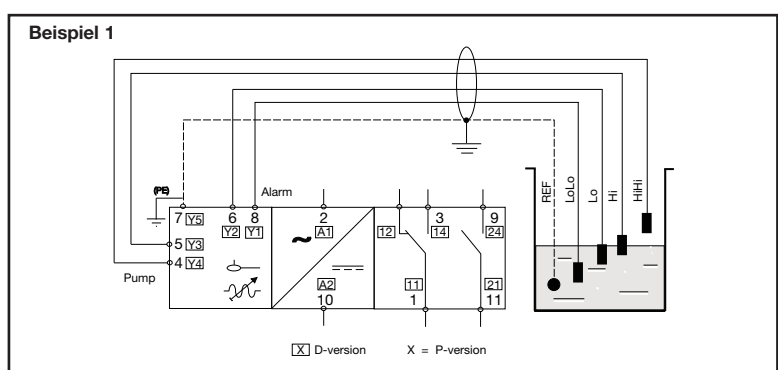 Beispiel 1
REF
LoLo
Lo
Hi
HiHi
(PE)
Alarm
7 Y5
6
Y2
8
Y1
2
A1
3
9
12
14
24
5 Y3
4 Y4
Pump
~
A2
10
11
1
21
11
X D-version X = P-version